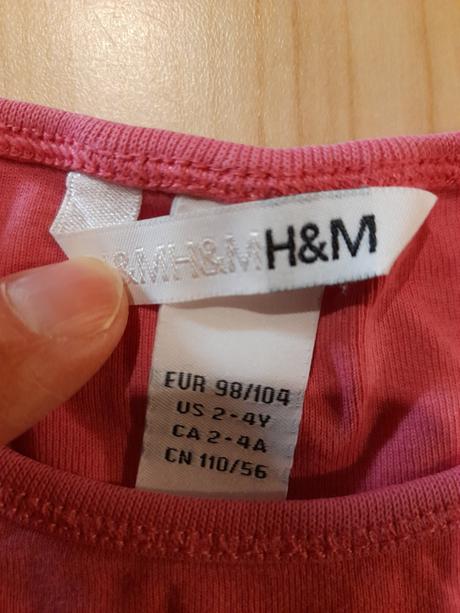 H&MH&MH&M
EUR 98/104
US 2-4Y
CA 2-4A
CN 110/56